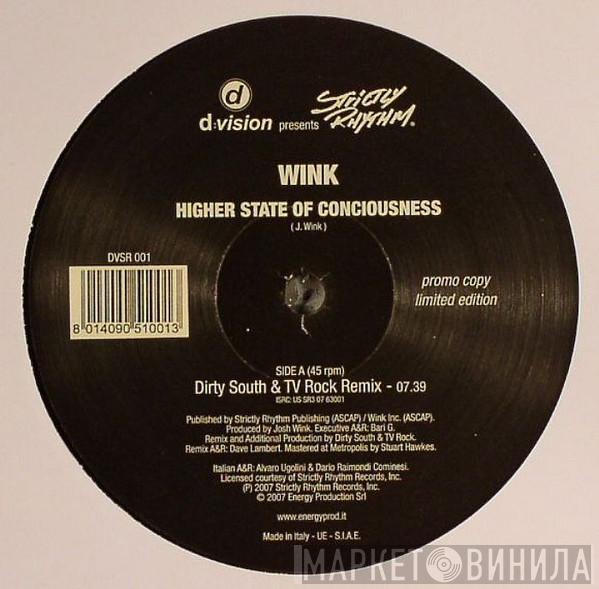 d
d:vision presents STRICTLY RHYTHM.
WINK
HIGHER STATE OF CONCIOUSNESS
( J. Wink )
DVSR 001
8 014090 510013
promo copy
limited edition
SIDE A (45 rpm)
Dirty South & TV Rock Remix - 07.39
ISRC: US SR3 07 63001
Published by Strictly Rhythm Publishing (ASCAP) / Wink Inc. (ASCAP).
Produced by Josh Wink. Executive A&R: Bari G.
Remix and Additional Production by Dirty South & TV Rock.
Remix A&R: Dave Lambert. Mastered at Metropolis by Stuart Hawkes.
Italian A&R: Alvaro Ugolini & Dario Raimondi Cominesi.
Licensed courtesy of Strictly Rhythm Records, Inc.
(P) 2007 Strictly Rhythm Records, Inc.
© 2007 Energy Production Srl
www.energyprod.it
Made in Italy - UE - S.I.A.E.
МАРКЕТ ВИНИЛА